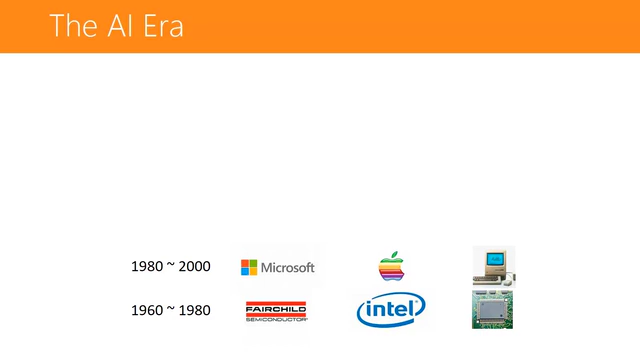 The AI Era
1980 ~ 2000 Microsoft
1960 ~ 1980 FAIRCHILD SEMICONDUCTOR intel